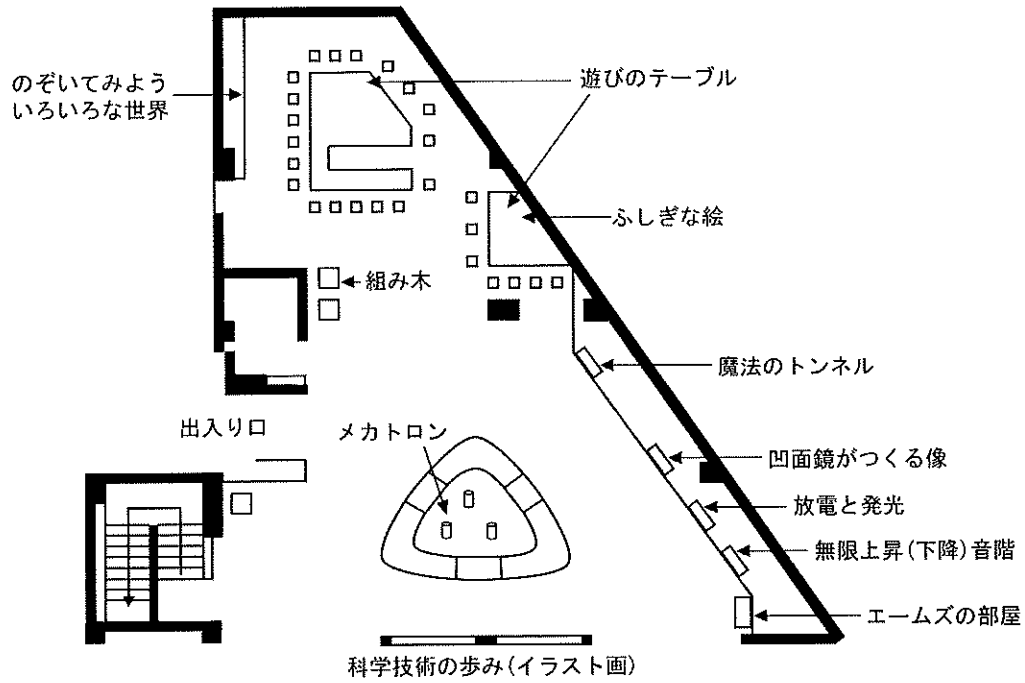 のぞいてみよう
いろいろな世界
遊びのテーブル
ふしぎな絵
組み木
魔法のトンネル
出入り口
メカトロン
凹面鏡がつくる像
放電と発光
無限上昇(下降)音階
エームズの部屋
科学技術の歩み(イラスト画)